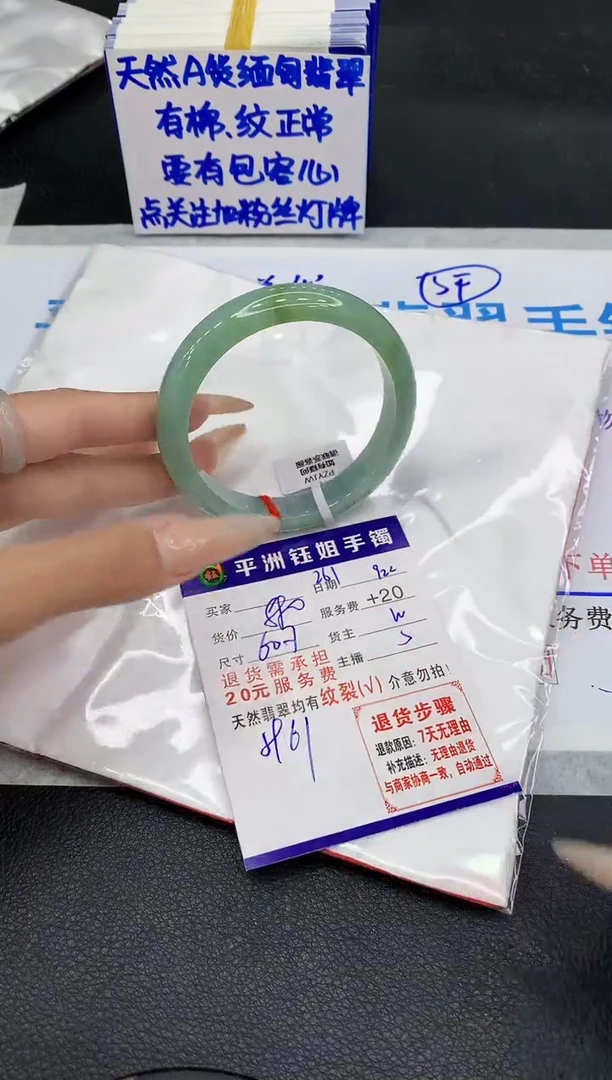 天然A货缅甸翡翠
有棉、纹正常
要有包容心
点关注加粉丝灯牌
PZYJW
平洲钰姐手镯
日期 9.22
买家
服务费 +20
货价
货主 W
尺寸
主播 S
退货需承担
20元服务费
天然翡翠均有纹裂(√)介意勿拍!
退货步骤
退款原因:7天无理由
补充描述:无理由退货
与商家协商一致,自动通过
下单
务费